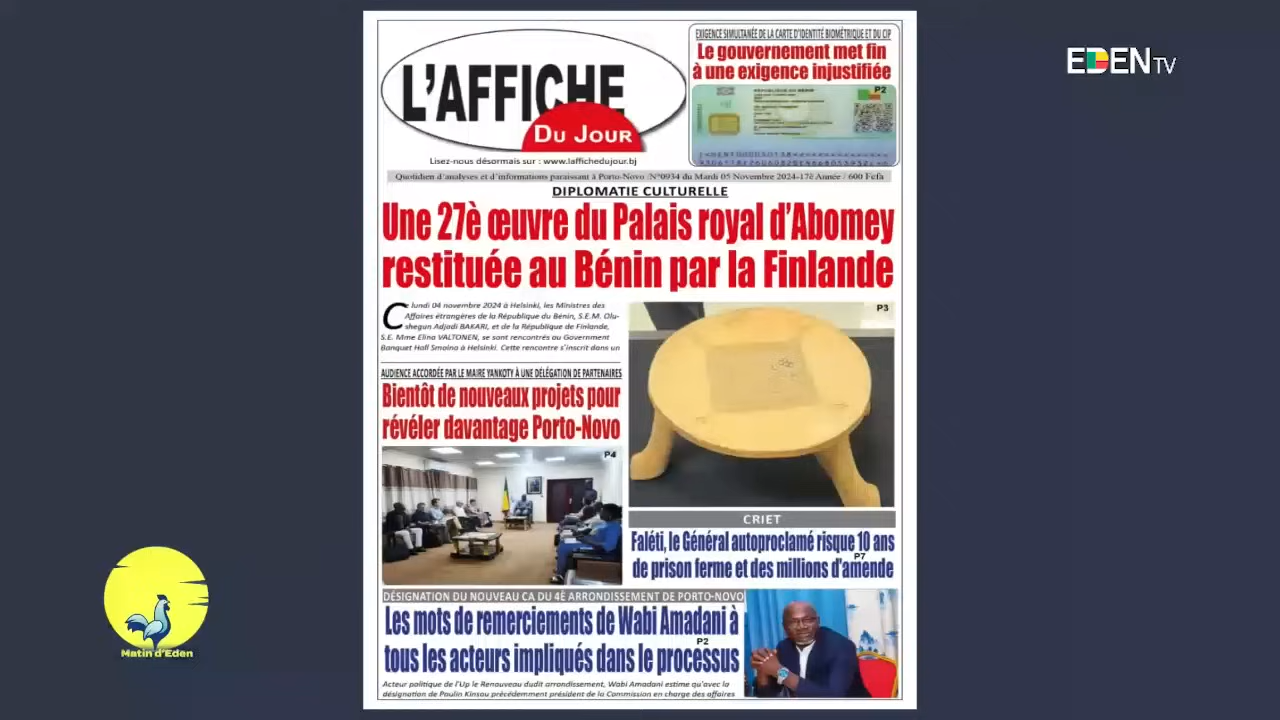 L'AFFICHE
DU JOUR
Lisez-nous désormais sur : www.laffichedujour.bj
EXIGENCE SIMULTANÉE DE LA CARTE D'IDENTITÉ BIOMÉTRIQUE ET DU CIP
Le gouvernement met fin
à une exigence injustifiée
P2
EDEN TV
Quotidien d'analyses et d'informations paraissant à Porto-Novo /N°0934 du Mardi 05 Novembre 2024-17è Année / 600 Fcfa
DIPLOMATIE CULTURELLE
Une 27è œuvre du Palais royal d'Abomey
restituée au Bénin par la Finlande
Ce lundi 04 novembre 2024 à Helsinki, les Ministres des
Affaires étrangères de la République du Bénin, S.E.M. Olu-
shegun Adjadi BAKARI, et de la République de Finlande,
S.E. Mme Elina VALTONEN, se sont rencontrés au Government
Banquet Hall Smolna à Helsinki. Cette rencontre s'inscrit dans un
P3
AUDIENCE ACCORDÉE PAR LE MAIRE YANKOTY À UNE DÉLÉGATION DE PARTENAIRES
Bientôt de nouveaux projets pour
révéler davantage Porto-Novo
P4
CRIET
Faléti, le Général autoproclamé risque 10 ans
P7
de prison ferme et des millions d'amende
DÉSIGNATION DU NOUVEAU CA DU 4È ARRONDISSEMENT DE PORTO-NOVO
Les mots de remerciements de Wabi Amadani à
P2
tous les acteurs impliqués dans le processus
Acteur politique de l'Up le Renouveau dudit arrondissement, Wabi Amadani estime qu'avec la
désignation de Paulin Kinsou précédemment président de la Commission en charge des affaires
Matin d'Eden